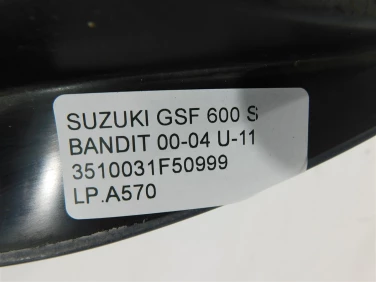 SUZUKI GSF 600 S
BANDIT 00-04 U-11
3510031F50999
LP.A570